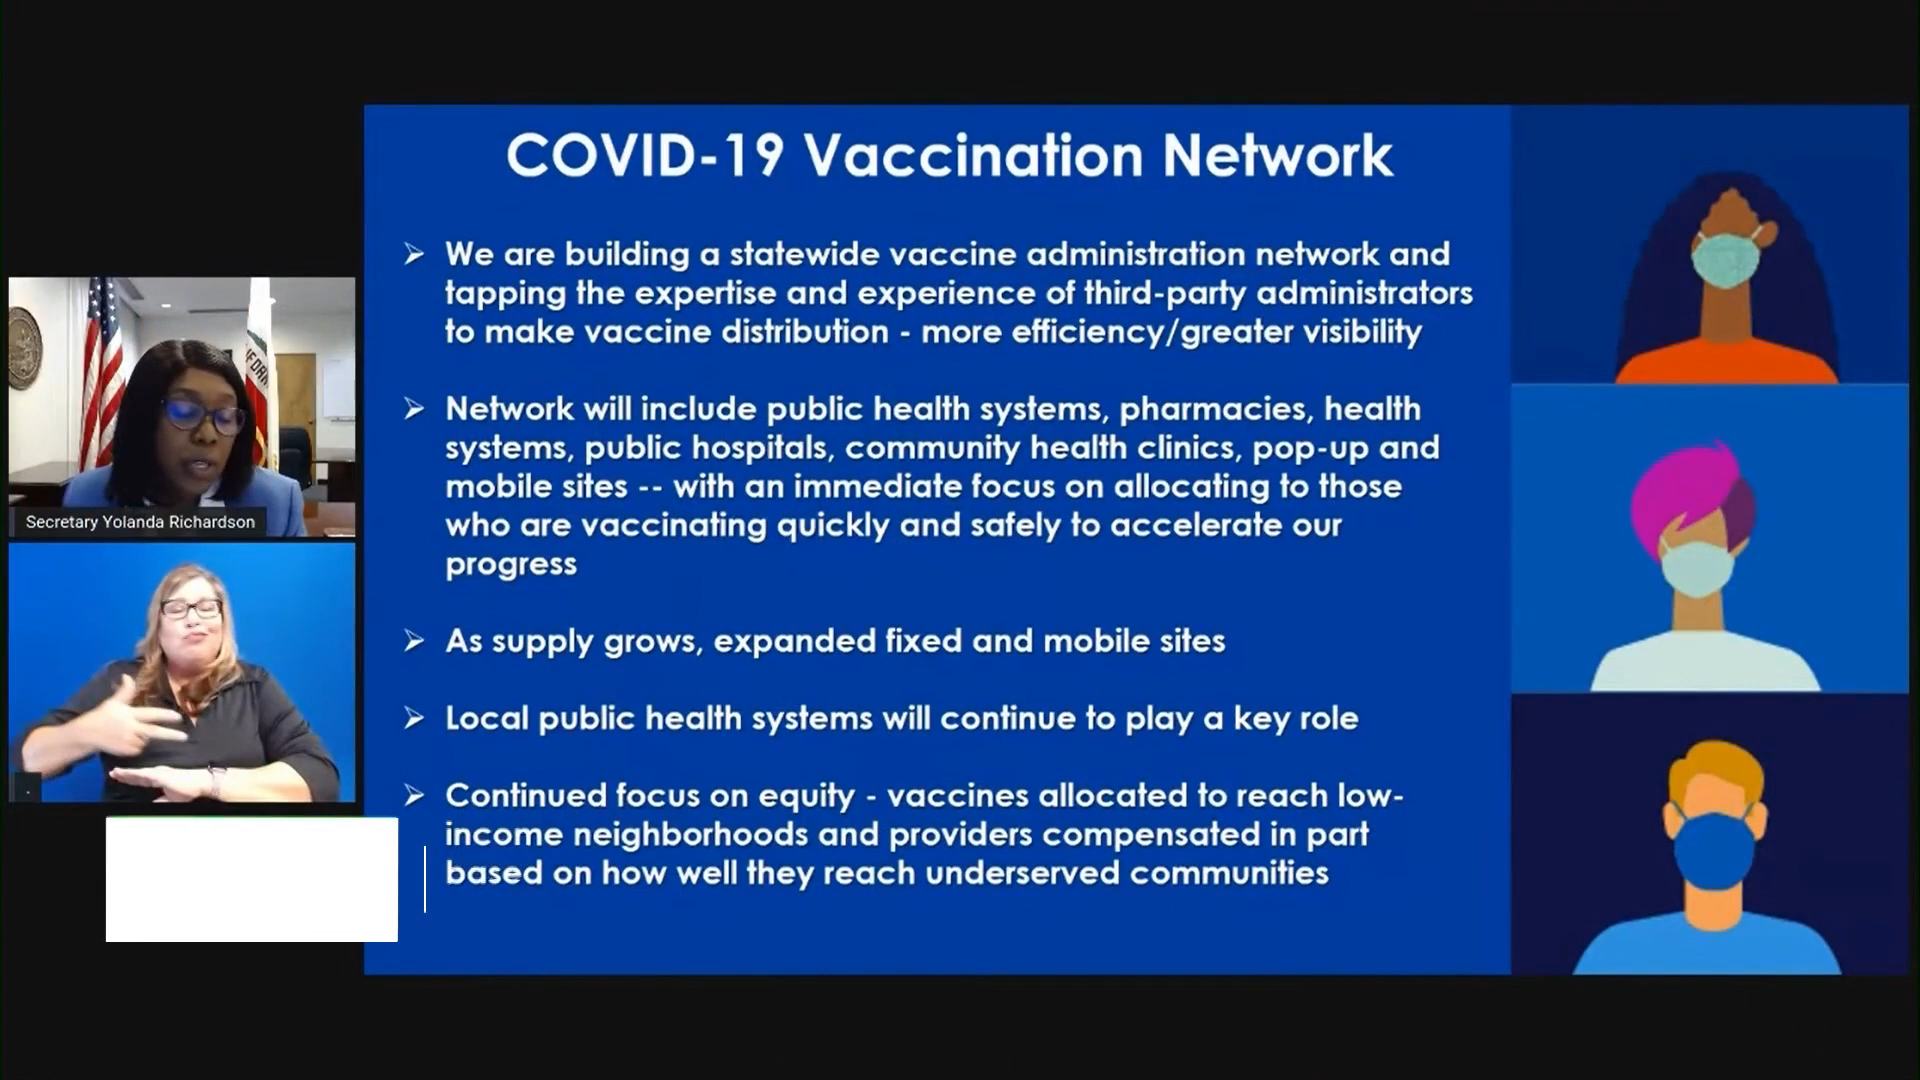 COVID-19 Vaccination Network
➢ We are building a statewide vaccine administration network and
tapping the expertise and experience of third-party administrators
to make vaccine distribution - more efficiency/greater visibility
➢ Network will include public health systems, pharmacies, health
systems, public hospitals, community health clinics, pop-up and
mobile sites -- with an immediate focus on allocating to those
who are vaccinating quickly and safely to accelerate our
progress
➢ As supply grows, expanded fixed and mobile sites
➢ Local public health systems will continue to play a key role
➢ Continued focus on equity - vaccines allocated to reach low-
income neighborhoods and providers compensated in part
based on how well they reach underserved communities
Secretary Yolanda Richardson